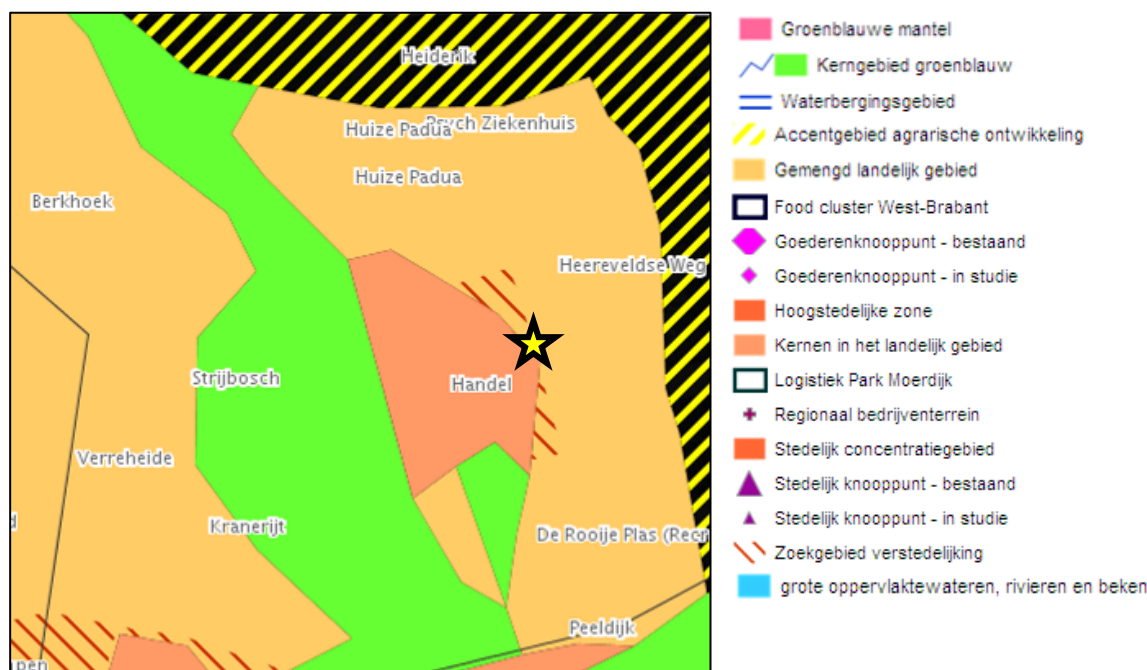 Heiderik
Huize Padua
Psych Ziekenhuis
Huize Padua
Berkhoek
Heereveldse Weg
Strijbosch
Handel
Verreheide
Kranerijt
De Rooije Plas (Recr
Peeldijk
Groenblauwe mantel
Kerngebied groenblauw
Waterbergingsgebied
Accentgebied agrarische ontwikkeling
Gemengd landelijk gebied
Food cluster West-Brabant
Goederenknooppunt - bestaand
Goederenknooppunt - in studie
Hoogstedelijke zone
Kernen in het landelijk gebied
Logistiek Park Moerdijk
Regionaal bedrijventerrein
Stedelijk concentratiegebied
Stedelijk knooppunt - bestaand
Stedelijk knooppunt - in studie
Zoekgebied verstedelijking
grote oppervlaktewateren, rivieren en beken